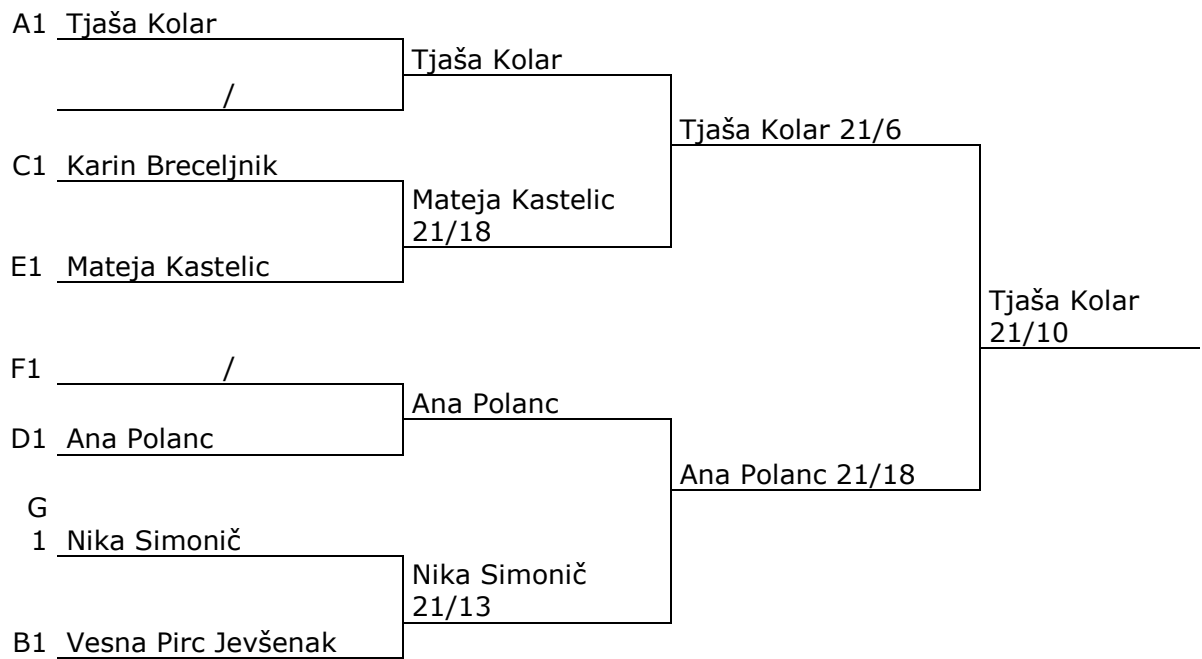 A1 Tjaša Kolar
Tjaša Kolar
/
Tjaša Kolar 21/6
C1 Karin Breceljnik
Mateja Kastelic
21/18
E1 Mateja Kastelic
Tjaša Kolar
21/10
F1 /
Ana Polanc
D1 Ana Polanc
Ana Polanc 21/18
G
1 Nika Simonič
Nika Simonič
21/13
B1 Vesna Pirc Jevšenak